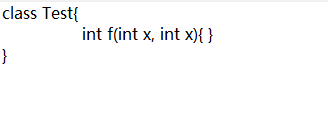 class Test{
int f(int x, int x){ }
}